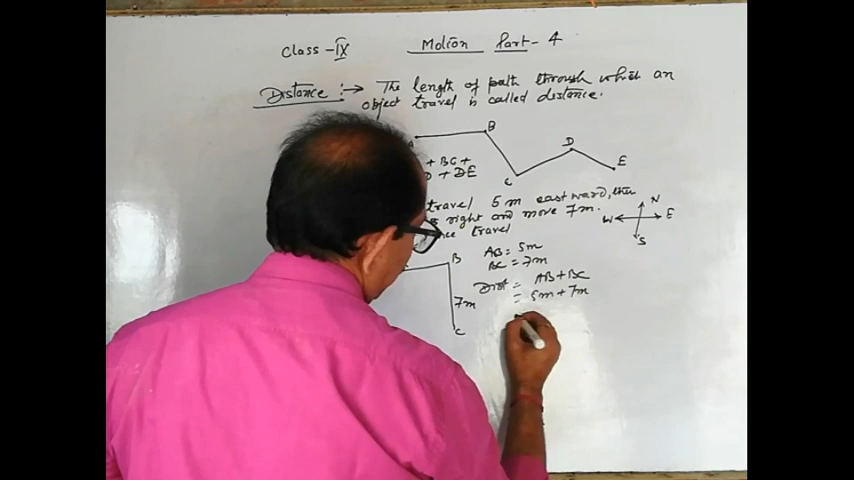 Class - IX Motion Part - 4
Distance :→ The length of path through which an
object travel is called distance.
A B
C D E
+ BC +
D + DE
travel 5 m eastward, then
right and move 7m.
travel
N
W E
S
B
7m
C
AB = 5m
BC = 7m
Dist = AB + BC
= 5m + 7m